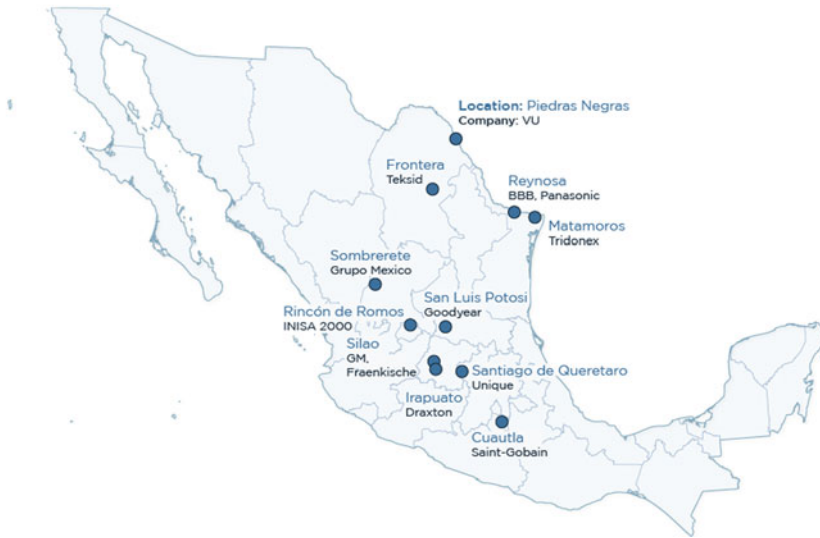 Location: Piedras Negras
Company: VU
Frontera
Teksid
Reynosa
BBB, Panasonic
Matamoros
Tridonex
Sombrerete
Grupo Mexico
San Luis Potosi
Goodyear
Rincón de Romos
INISA 2000
Silao
GM,
Fraenkische
Santiago de Queretaro
Unique
Irapuato
Draxton
Cuautla
Saint-Gobain